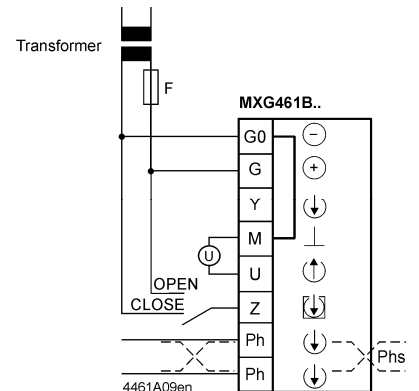 Transformer
F
MXG461B..
G0
G
Y
M
U
U
OPEN
CLOSE
Z
Ph
Phs
Ph
4461A09en